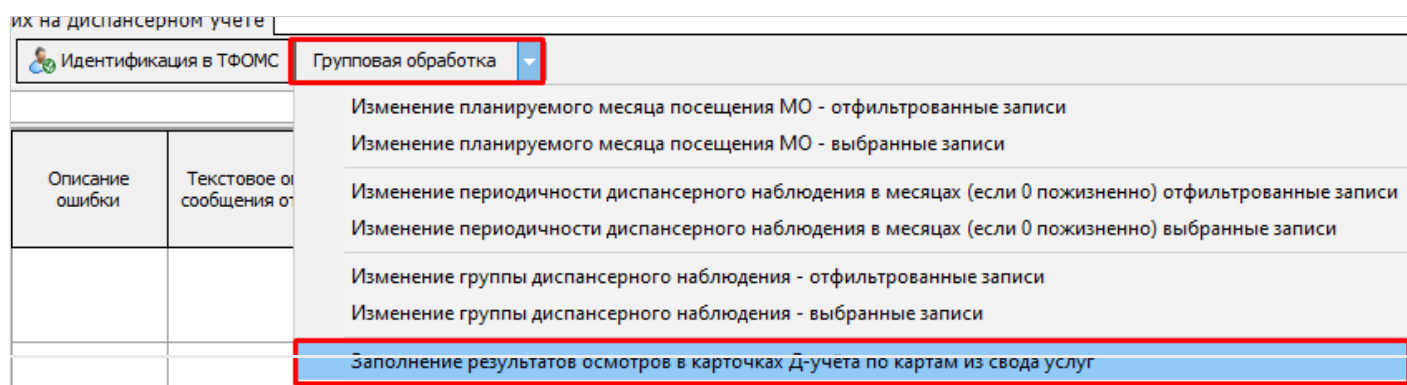 их на диспансерном учете
Идентификация в ТФОМС Групповая обработка
Изменение планируемого месяца посещения МО - отфильтрованные записи
Изменение планируемого месяца посещения МО - выбранные записи
Описание
ошибки
Текстовое
сообщения
Изменение периодичности диспансерного наблюдения в месяцах (если 0 пожизненно) отфильтрованные записи
Изменение периодичности диспансерного наблюдения в месяцах (если 0 пожизненно) выбранные записи
Изменение группы диспансерного наблюдения - отфильтрованные записи
Изменение группы диспансерного наблюдения - выбранные записи
Заполнение результатов осмотров в карточках Д-учёта по картам из свода услуг